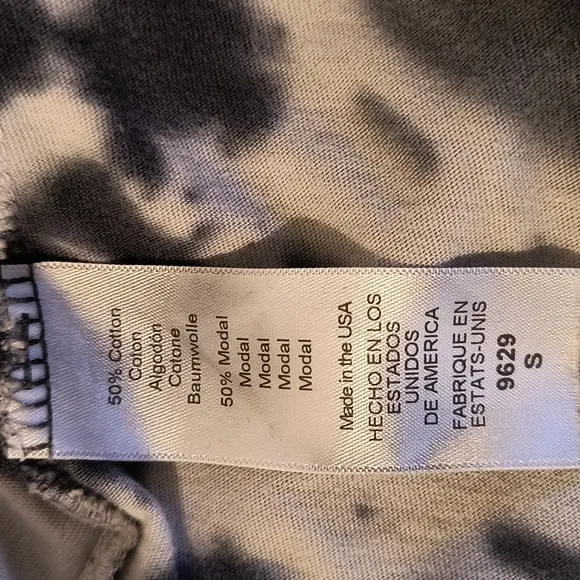 50% Cotton
Coton
Algodón
Cotone
Baumwolle
50% Modal
Modal
Modal
Modal
Modal
Made in the USA
HECHO EN LOS
ESTADOS
UNIDOS
DE AMERICA
FABRIQUE EN
ESTATS-UNIS
9629
S